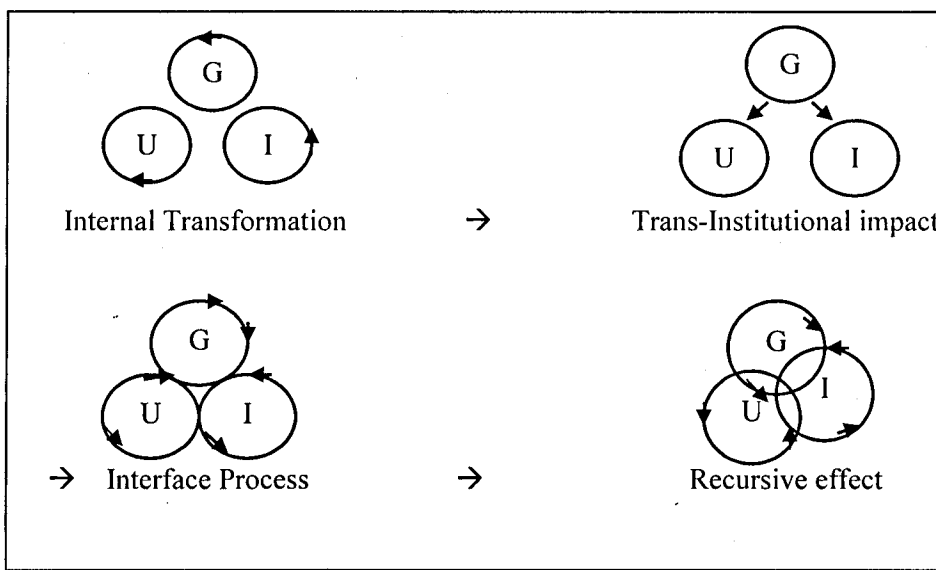 G
G
U
I
U
I
Internal Transformation → Trans-Institutional impact
G
G
U
I
U
I
→ Interface Process → Recursive effect